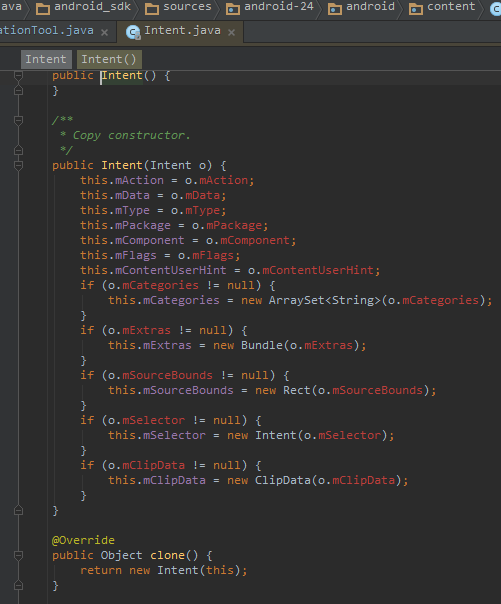 ava android_sdk sources android-24 android content
ationTool.java × Intent.java ×
Intent Intent()
public Intent() {
}
/**
* Copy constructor.
*/
public Intent(Intent o) {
this.mAction = o.mAction;
this.mData = o.mData;
this.mType = o.mType;
this.mPackage = o.mPackage;
this.mComponent = o.mComponent;
this.mFlags = o.mFlags;
this.mContentUserHint = o.mContentUserHint;
if (o.mCategories != null) {
this.mCategories = new ArraySet<String>(o.mCategories);
}
if (o.mExtras != null) {
this.mExtras = new Bundle(o.mExtras);
}
if (o.mSourceBounds != null) {
this.mSourceBounds = new Rect(o.mSourceBounds);
}
if (o.mSelector != null) {
this.mSelector = new Intent(o.mSelector);
}
if (o.mClipData != null) {
this.mClipData = new ClipData(o.mClipData);
}
}
@Override
public Object clone() {
return new Intent(this);
}